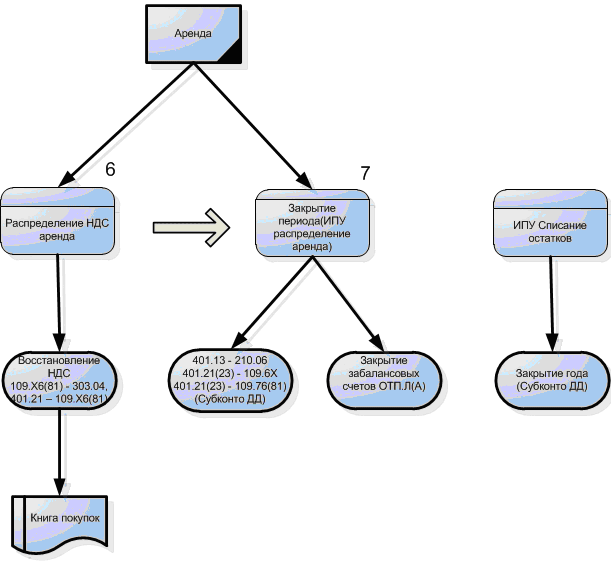 Аренда
6
7
Распределение НДС
аренда
Закрытие
периода(ИПУ
распределение
аренда)
ИПУ Списание
остатков
Восстановление
НДС
109.Х6(81) - 303.04,
401.21 – 109.Х6(81)
401.13 - 210.06
401.21(23) - 109.6Х
401.21(23) - 109.76(81)
(Субконто ДД)
Закрытие
забалансовых
счетов ОТП.Л(А)
Закрытие года
(Субконто ДД)
Книга покупок